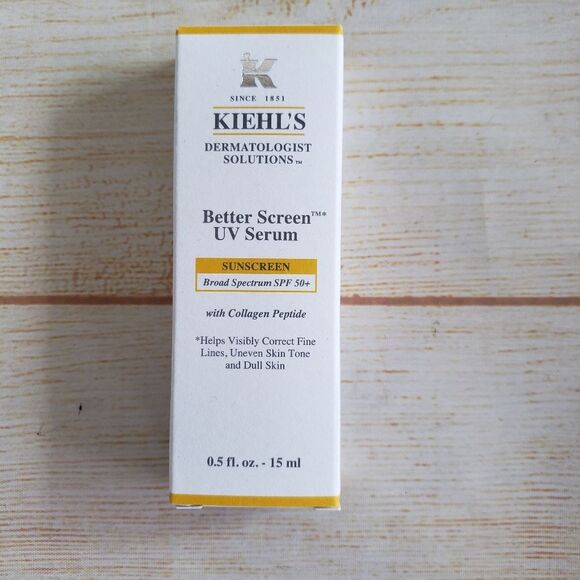 K
SINCE 1851
KIEHL'S
DERMATOLOGIST
SOLUTIONS™
Better Screen™*
UV Serum
SUNSCREEN
Broad Spectrum SPF 50+
with Collagen Peptide
*Helps Visibly Correct Fine
Lines, Uneven Skin Tone
and Dull Skin
0.5 fl. oz. - 15 ml